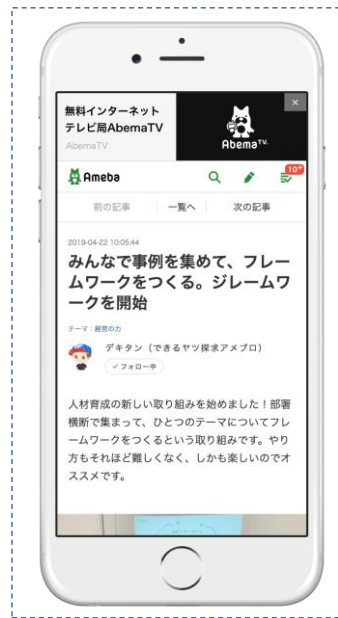 無料インターネット
テレビ局AbemaTV
AbemaTV
AbemaTV.
Ameba
10+
前の記事 一覧へ 次の記事
2019-04-22 10:05:44
みんなで事例を集めて、フレー
ムワークをつくる。ジレームワ
ークを開始
テーマ：経営の力
デキタン（できるヤツ探求アメブロ）
✓フォロー中
人材育成の新しい取り組みを始めました！部署
横断で集まって、ひとつのテーマについてフレ
ームワークをつくるという取り組みです。やり
方もそれほど難しくなく、しかも楽しいのでオ
ススメです。